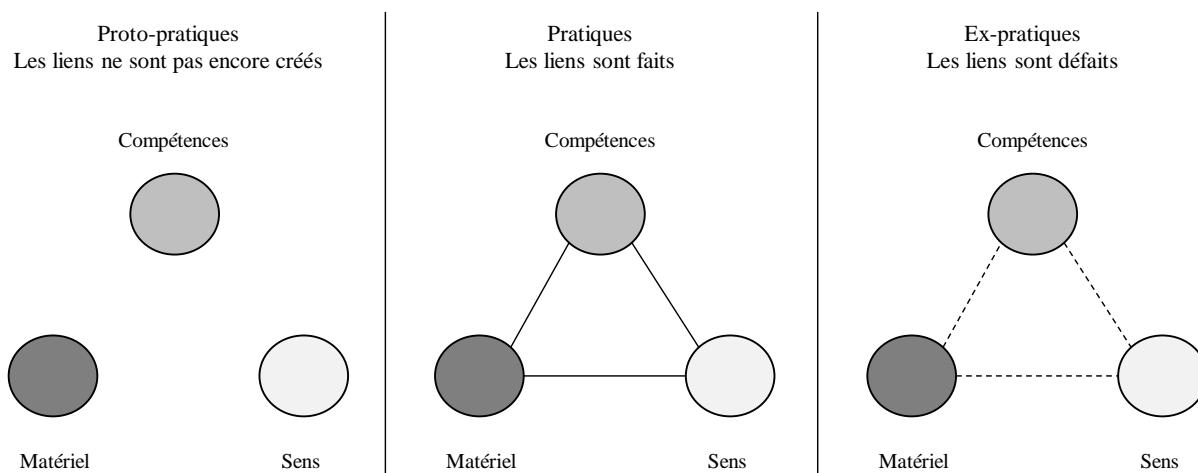 Proto-pratiques
Les liens ne sont pas encore créés
Compétences
Matériel
Sens
Pratiques
Les liens sont faits
Compétences
Matériel
Sens
Ex-pratiques
Les liens sont défaits
Compétences
Matériel
Sens